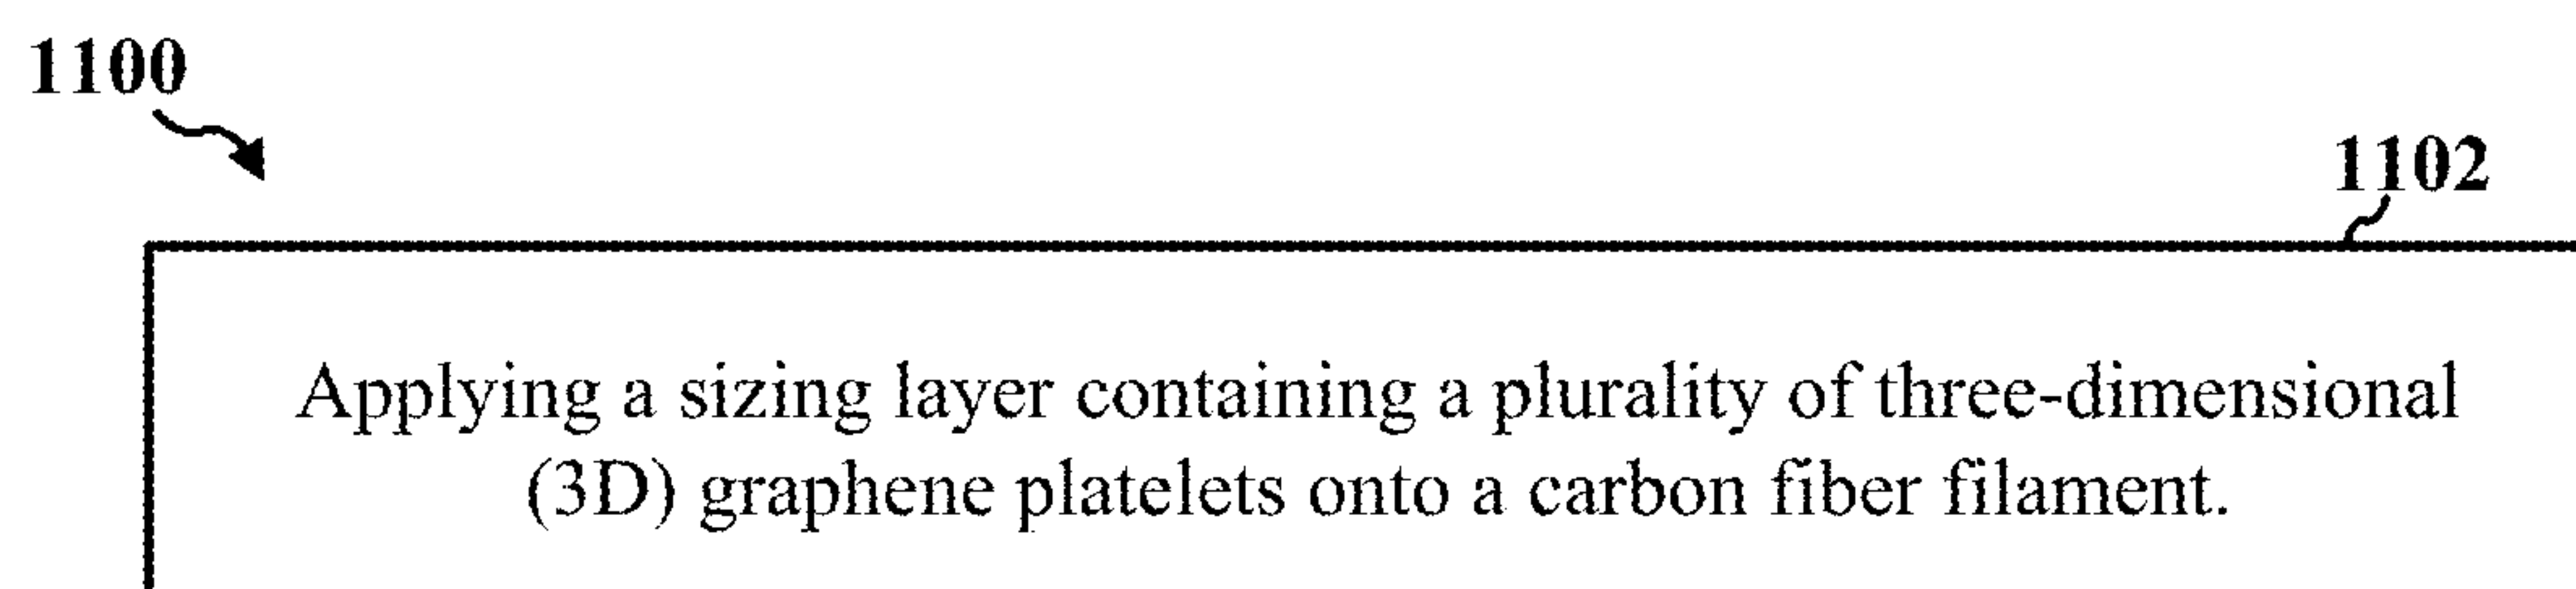 1100
1102
Applying a sizing layer containing a plurality of three-dimensional
(3D) graphene platelets onto a carbon fiber filament.